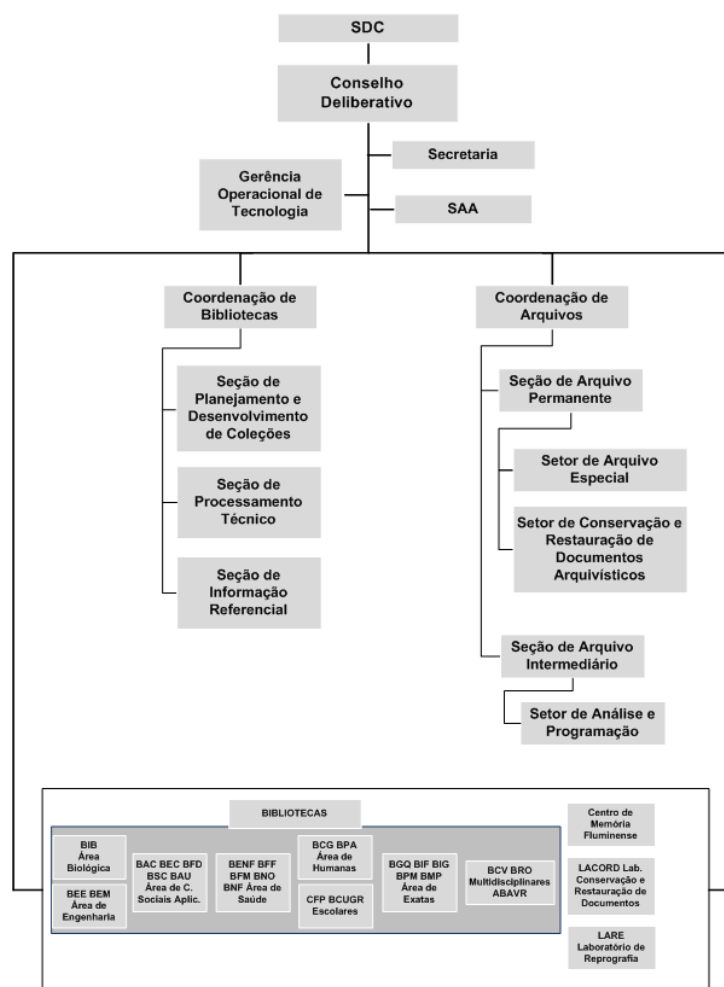 SDC
Conselho
Deliberativo
Secretaria
Gerência
Operacional de
Tecnologia
SAA
Coordenação de
Bibliotecas
Coordenação de
Arquivos
Seção de
Planejamento e
Desenvolvimento
de Coleções
Seção de
Processamento
Técnico
Seção de
Informação
Referencial
Seção de Arquivo
Permanente
Setor de Arquivo
Especial
Setor de Conservação e
Restauração de
Documentos
Arquivísticos
Seção de Arquivo
Intermediário
Setor de Análise e
Programação
BIBLIOTECAS
BIB
Área
Biológica
BEE BEM
Área de
Engenharia
BAC BEC BFD
BSC BAU
Área de C.
Sociais Aplic.
BENF BFF
BFM BNO
BNF Área de
Saúde
BCG BPA
Área de
Humanas
CFP BCUGR
Escolares
BGQ BIF BIG
BPM BMP
Área de
Exatas
BCV BRO
Multidisciplinares
ABAVR
Centro de
Memória
Fluminense
LACORD Lab.
Conservação e
Restauração de
Documentos
LARE
Laboratório de
Reprografia